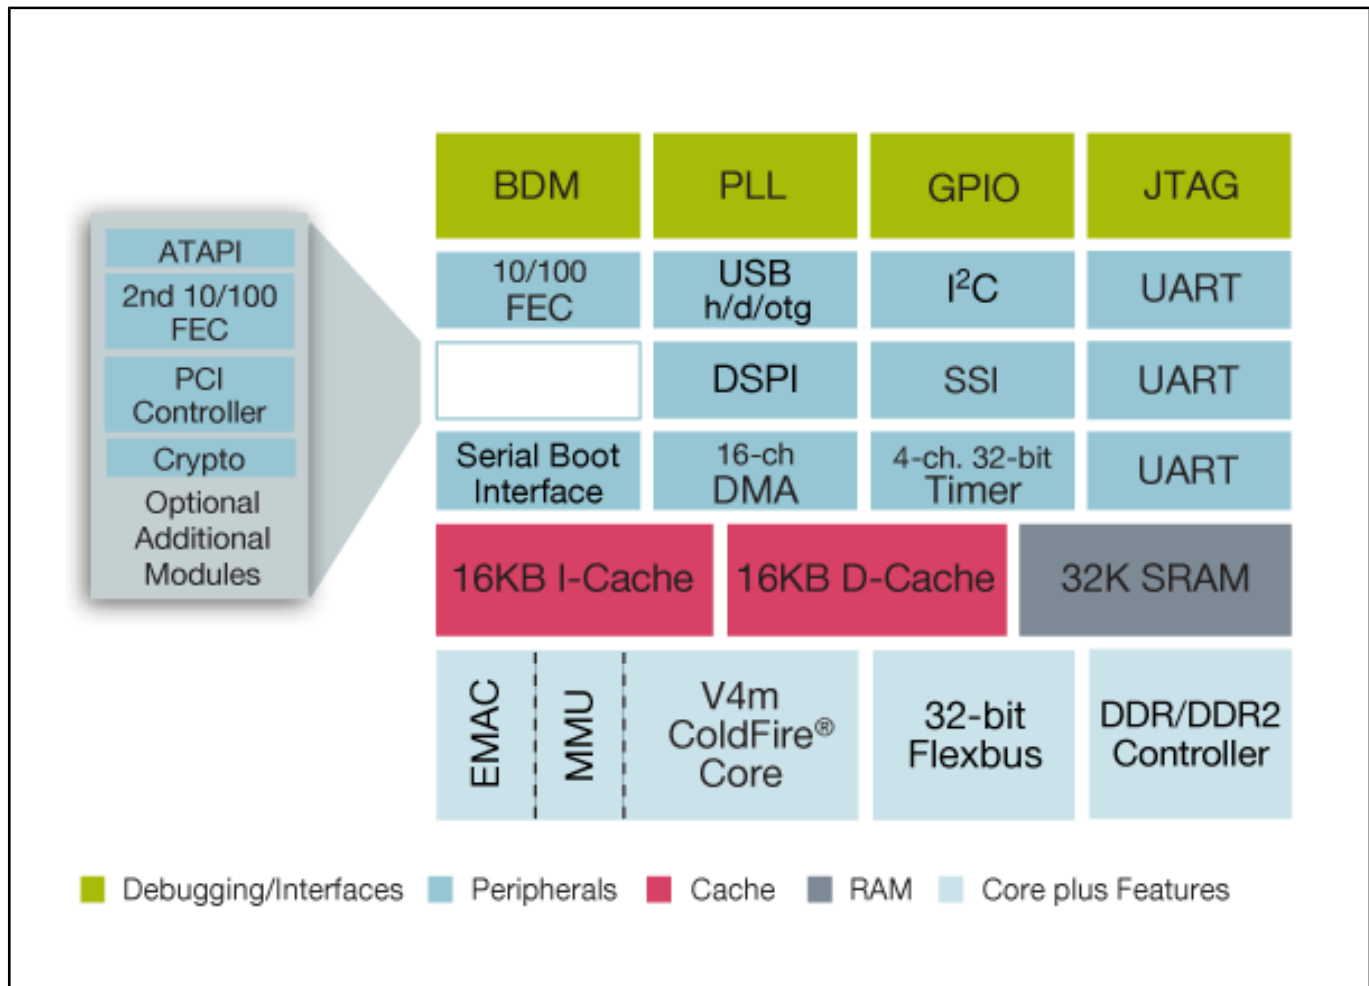 BDM
PLL
GPIO
JTAG
ATAPI
2nd 10/100
FEC
PCI
Controller
Crypto
Optional
Additional
Modules
10/100
FEC
USB
h/d/otg
I²C
UART
DSPI
SSI
UART
Serial Boot
Interface
16-ch
DMA
4-ch. 32-bit
Timer
UART
16KB I-Cache
16KB D-Cache
32K SRAM
EMAC
MMU
V4m
ColdFire®
Core
32-bit
Flexbus
DDR/DDR2
Controller
Debugging/Interfaces
Peripherals
Cache
RAM
Core plus Features